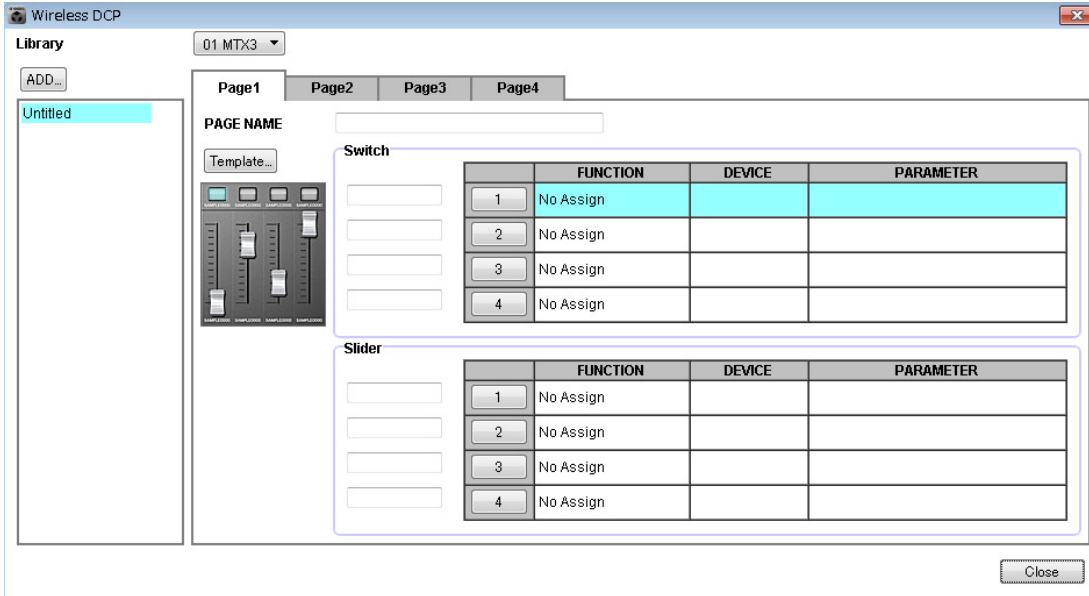 Wireless DCP
Library
01 MTX3
ADD...
Page1 Page2 Page3 Page4
Untitled
PAGE NAME
Template...
Switch
FUNCTION DEVICE PARAMETER
1 No Assign
2 No Assign
3 No Assign
4 No Assign
Slider
FUNCTION DEVICE PARAMETER
1 No Assign
2 No Assign
3 No Assign
4 No Assign
Close